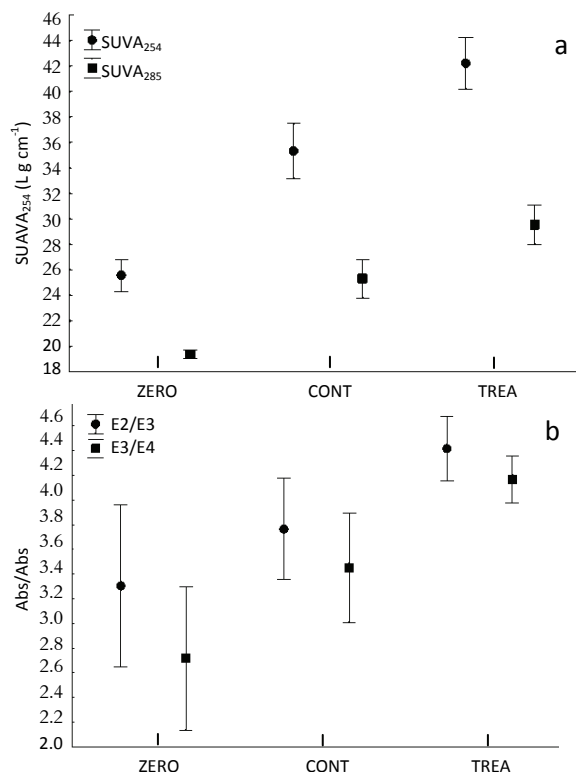 46
44
42
40
38
36
34
32
30
28
26
24
22
20
18
SUAVA₂₅₄ (L g cm⁻¹)
SUVA₂₅₄
SUVA₂₈₅
a
ZERO CONT TREA
4.6
4.4
4.2
4.0
3.8
3.6
3.4
3.2
3.0
2.8
2.6
2.4
2.2
2.0
Abs/Abs
E2/E3
E3/E4
b
ZERO CONT TREA